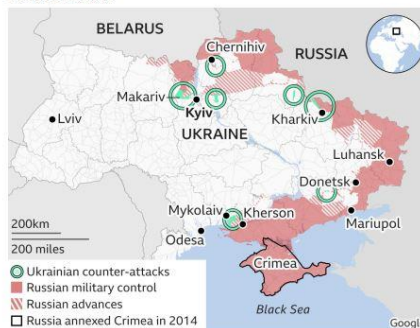 BELARUS
Chernihiv
RUSSIA
Makariv
Kyiv
Lviv
UKRAINE
Kharkiv
Luhansk
Donetsk
Mykolaiv
Kherson
Mariupol
Odesa
200km
200 miles
Crimea
Ukrainian counter-attacks
Russian military control
Russian advances
Black Sea
Russia annexed Crimea in 2014
Googl